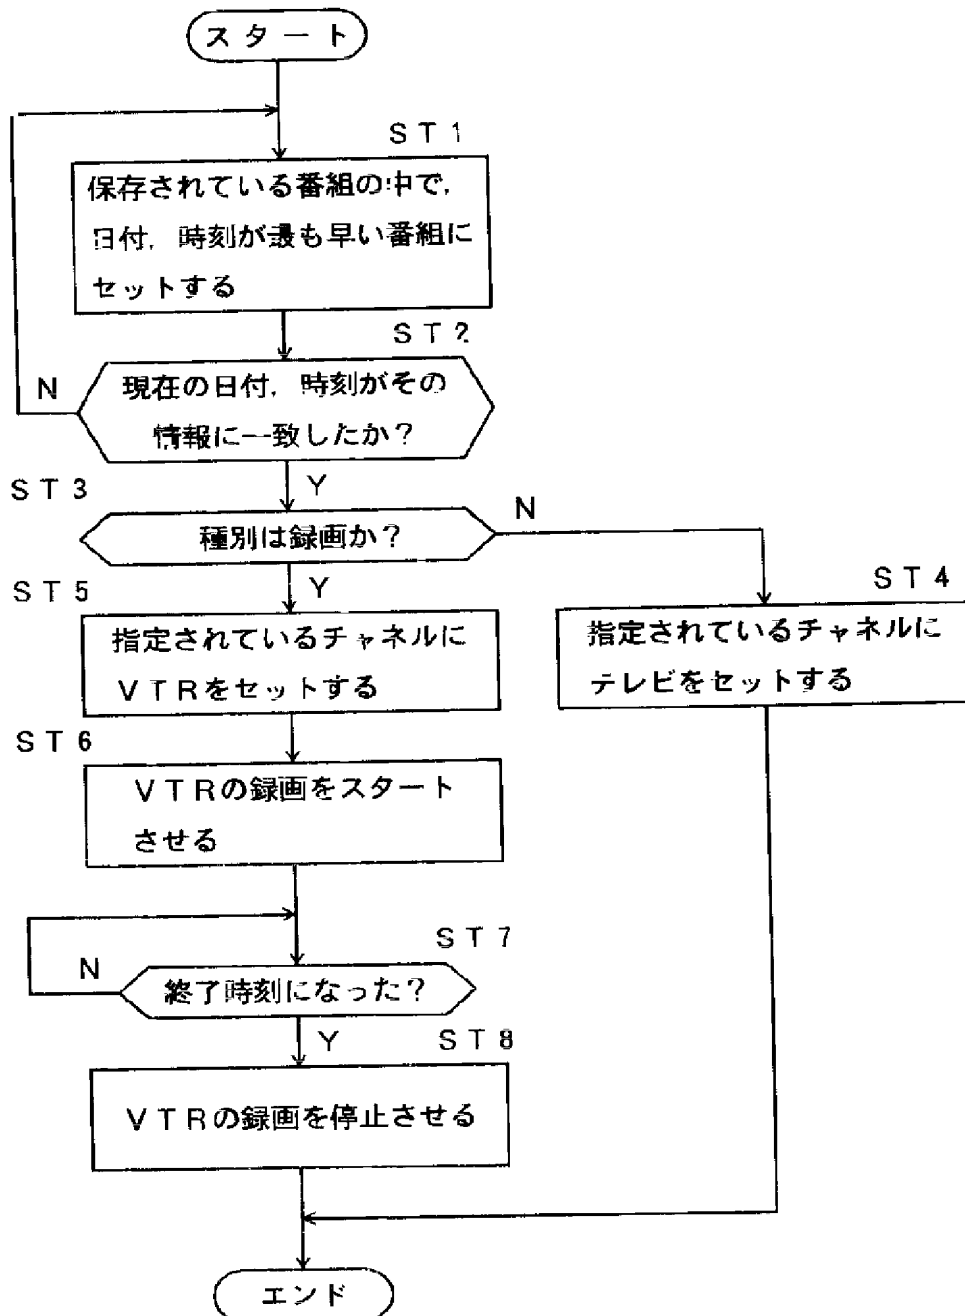 スタート
ST1
保存されている番組の中で,
日付,時刻が最も早い番組に
セットする
ST2
N
現在の日付,時刻がその
情報に一致したか?
Y
ST3
種別は録画か?
N
Y
ST5
指定されているチャネルに
VTRをセットする
ST4
指定されているチャネルに
テレビをセットする
ST6
VTRの録画をスタート
させる
ST7
N
終了時刻になった?
Y
ST8
VTRの録画を停止させる
エンド